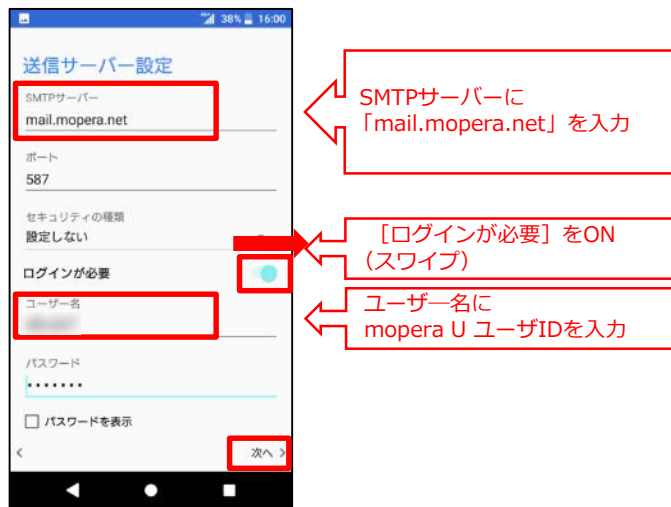 38% 16:00
送信サーバー設定
SMTPサーバー
mail.mopera.net
ポート
587
セキュリティの種類
設定しない
ログインが必要
ユーザー名
パスワード
•••••••
パスワードを表示
次へ
SMTPサーバーに
「mail.mopera.net」を入力
［ログインが必要］をON
（スワイプ）
ユーザ―名に
mopera U ユーザIDを入力